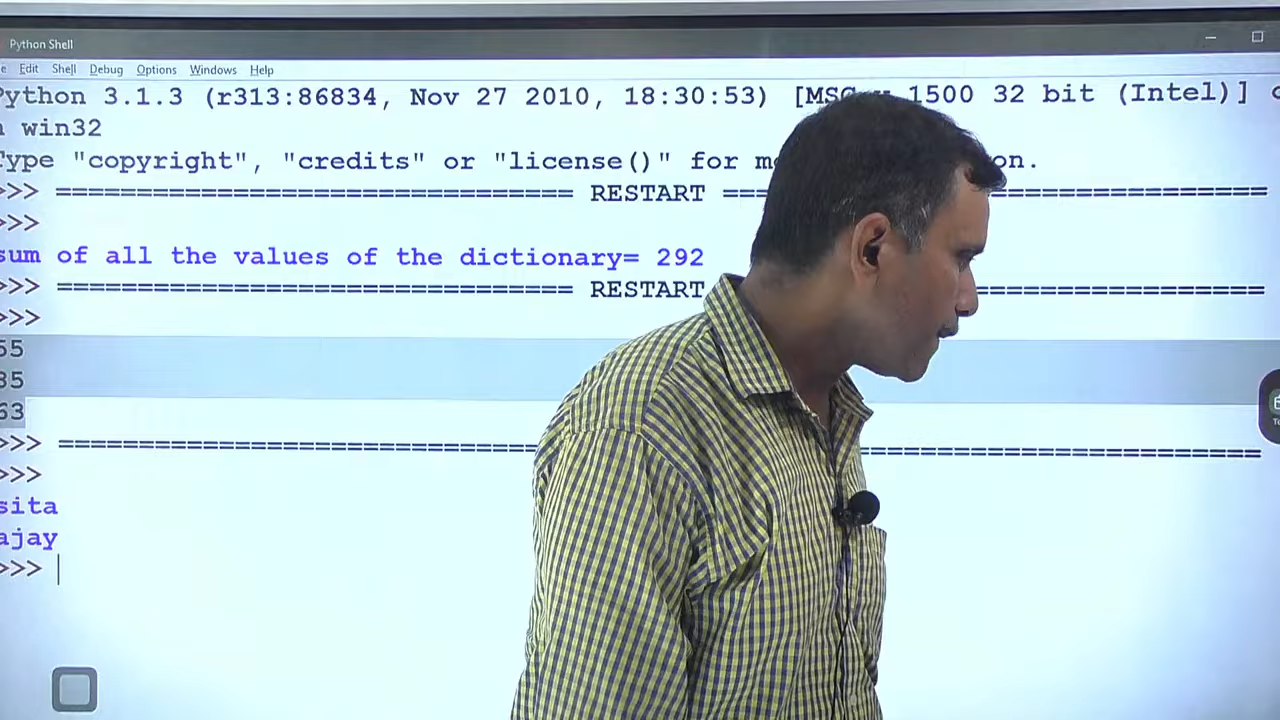 Python Shell
Edit Shell Debug Options Windows Help
Python 3.1.3 (r313:86834, Nov 27 2010, 18:30:53) [MSC 1500 32 bit (Intel)]
win32
Type "copyright", "credits" or "license()" for
>>> ================================ RESTART
>>>
sum of all the values of the dictionary= 292
>>> ================================ RESTART
>>>
55
35
63
>>> ================================
>>>
sita
ajay
>>>